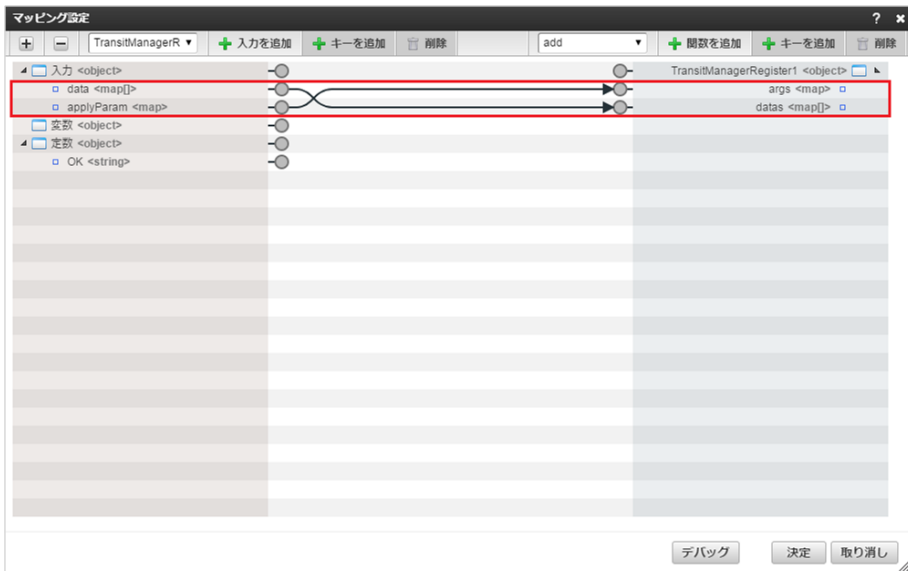 マッピング設定 ? ×
TransitManagerR ▼ 入力を追加 キーを追加 削除 add ▼ 関数を追加 キーを追加 削除
入力 <object> TransitManagerRegister1 <object>
data <map[]> args <map>
applyParam <map> datas <map[]>
変数 <object>
定数 <object>
OK <string>
デバッグ 決定 取り消し